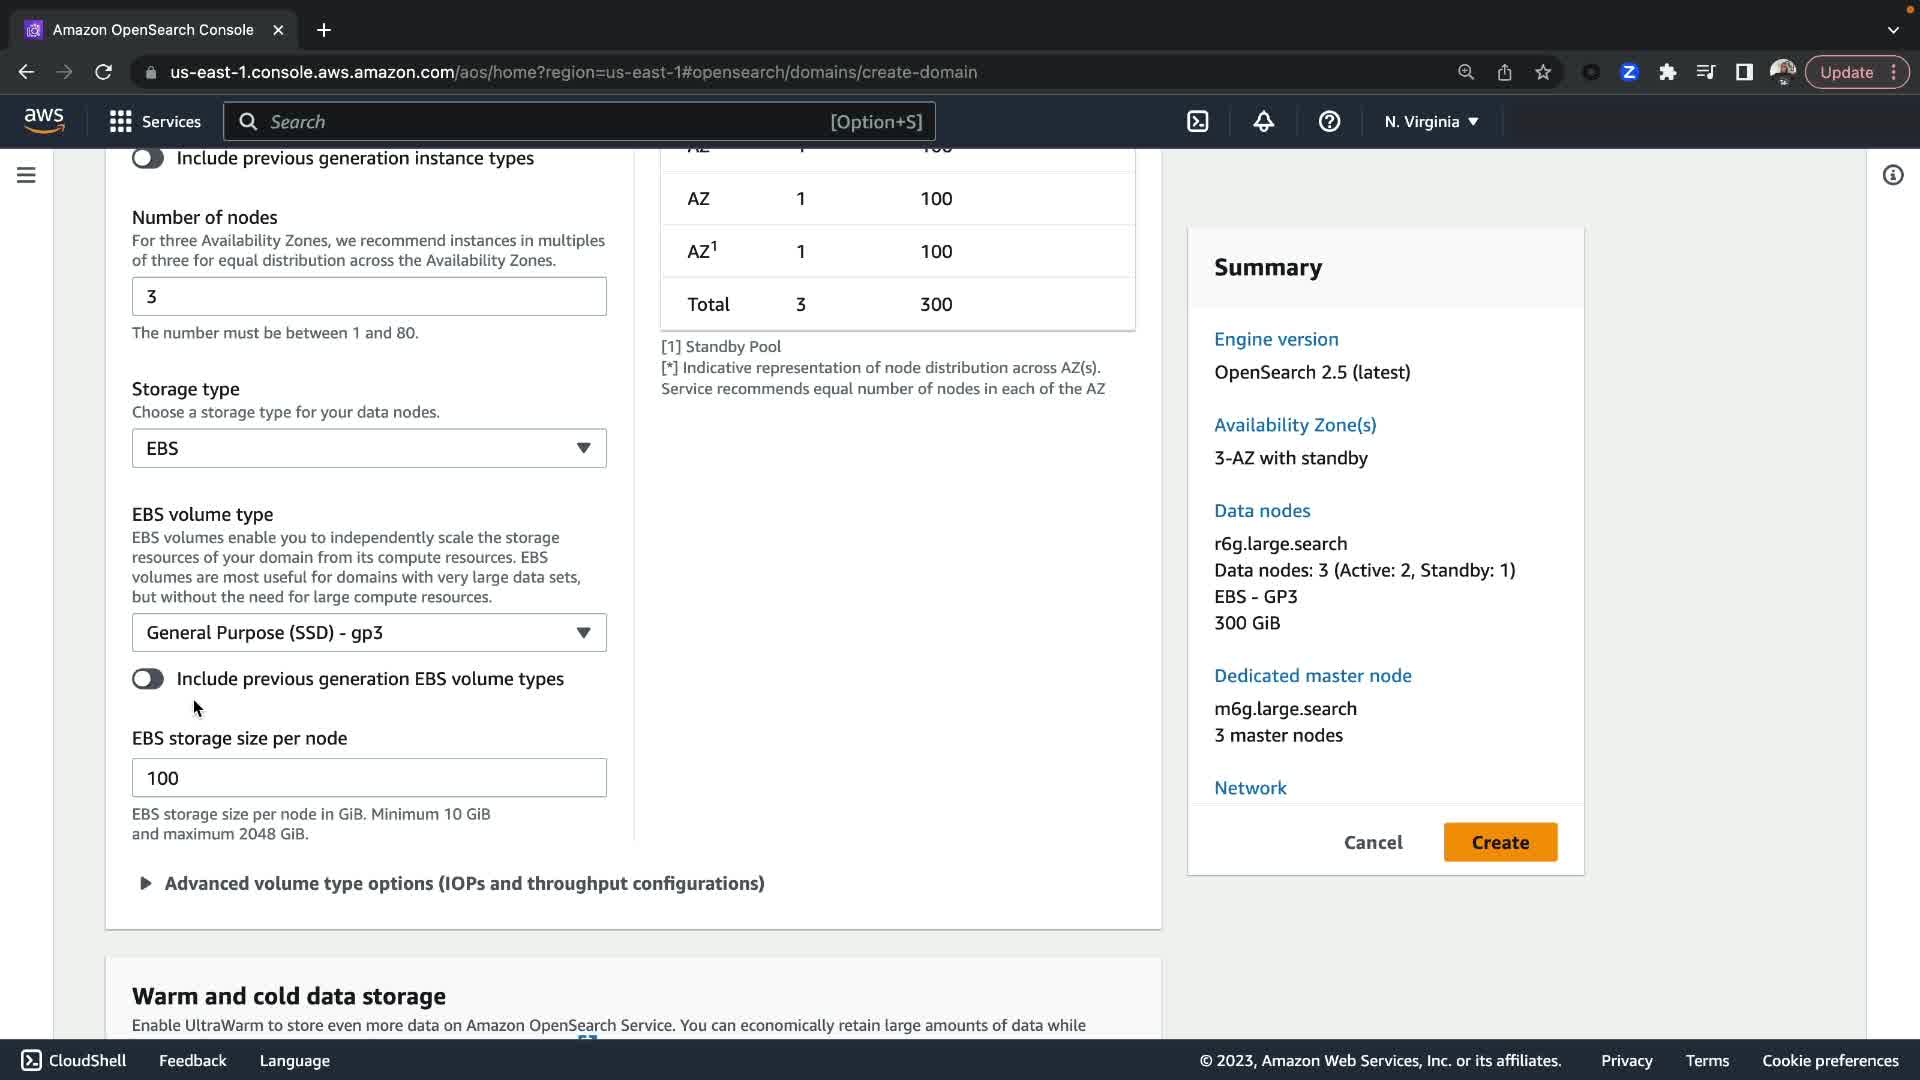 Amazon OpenSearch Console
us-east-1.console.aws.amazon.com/aos/home?region=us-east-1#opensearch/domains/create-domain
Update
aws
Services
Search
[Option+S]
N. Virginia
Include previous generation instance types
Number of nodes
For three Availability Zones, we recommend instances in multiples
of three for equal distribution across the Availability Zones.
3
The number must be between 1 and 80.
Storage type
Choose a storage type for your data nodes.
EBS
EBS volume type
EBS volumes enable you to independently scale the storage
resources of your domain from its compute resources. EBS
volumes are most useful for domains with very large data sets,
but without the need for large compute resources.
General Purpose (SSD) - gp3
Include previous generation EBS volume types
EBS storage size per node
100
EBS storage size per node in GiB. Minimum 10 GiB
and maximum 2048 GiB.
Advanced volume type options (IOPs and throughput configurations)
AZ 1 100
AZ 1 100
AZ¹ 1 100
Total 3 300
[1] Standby Pool
[*] Indicative representation of node distribution across AZ(s).
Service recommends equal number of nodes in each of the AZ
Summary
Engine version
OpenSearch 2.5 (latest)
Availability Zone(s)
3-AZ with standby
Data nodes
r6g.large.search
Data nodes: 3 (Active: 2, Standby: 1)
EBS - GP3
300 GiB
Dedicated master node
m6g.large.search
3 master nodes
Network
Cancel
Create
Warm and cold data storage
Enable UltraWarm to store even more data on Amazon OpenSearch Service. You can economically retain large amounts of data while
CloudShell
Feedback
Language
© 2023, Amazon Web Services, Inc. or its affiliates.
Privacy
Terms
Cookie preferences